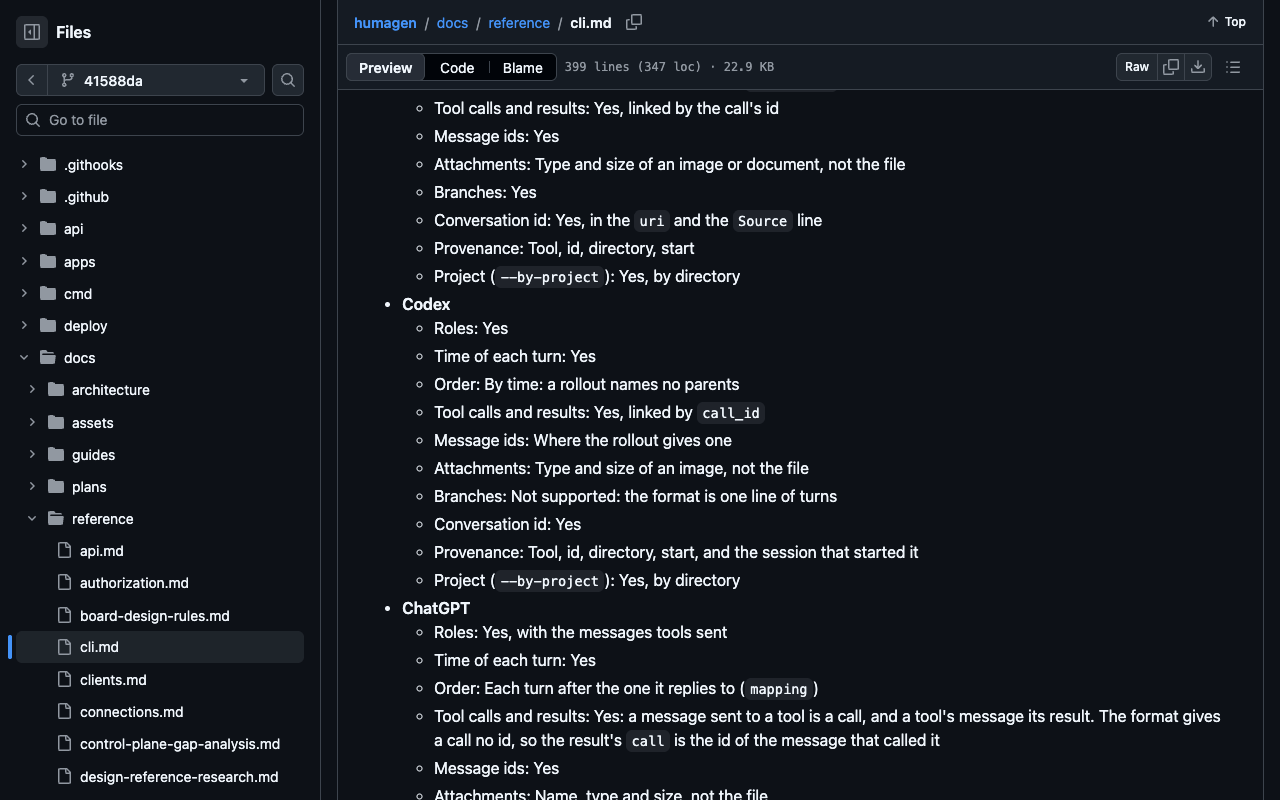 Files
humagen / docs / reference / cli.md
Top
41588da
Preview
Code
Blame
399 lines (347 loc) · 22.9 KB
Raw
Go to file
.githooks
.github
api
apps
cmd
deploy
docs
architecture
assets
guides
plans
reference
api.md
authorization.md
board-design-rules.md
cli.md
clients.md
connections.md
control-plane-gap-analysis.md
design-reference-research.md
Tool calls and results: Yes, linked by the call's id
Message ids: Yes
Attachments: Type and size of an image or document, not the file
Branches: Yes
Conversation id: Yes, in the uri and the Source line
Provenance: Tool, id, directory, start
Project (--by-project): Yes, by directory
Codex
Roles: Yes
Time of each turn: Yes
Order: By time: a rollout names no parents
Tool calls and results: Yes, linked by call_id
Message ids: Where the rollout gives one
Attachments: Type and size of an image, not the file
Branches: Not supported: the format is one line of turns
Conversation id: Yes
Provenance: Tool, id, directory, start, and the session that started it
Project (--by-project): Yes, by directory
ChatGPT
Roles: Yes, with the messages tools sent
Time of each turn: Yes
Order: Each turn after the one it replies to (mapping)
Tool calls and results: Yes: a message sent to a tool is a call, and a tool's message its result. The format gives
a call no id, so the result's call is the id of the message that called it
Message ids: Yes
Attachments: Name, type and size, not the file